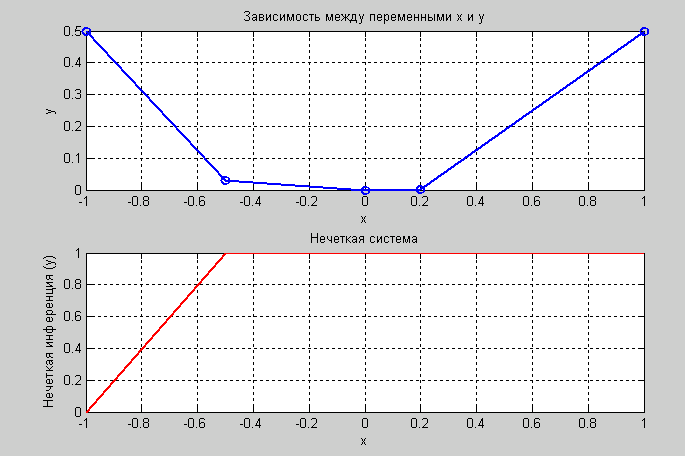 Зависимость между переменными x и y
0.5
0.4
0.3
0.2
0.1
0
y
-1 -0.8 -0.6 -0.4 -0.2 0 0.2 0.4 0.6 0.8 1
x
Нечеткая система
1
0.8
0.6
0.4
0.2
0
Нечеткая инференция (y)
-1 -0.8 -0.6 -0.4 -0.2 0 0.2 0.4 0.6 0.8 1
x